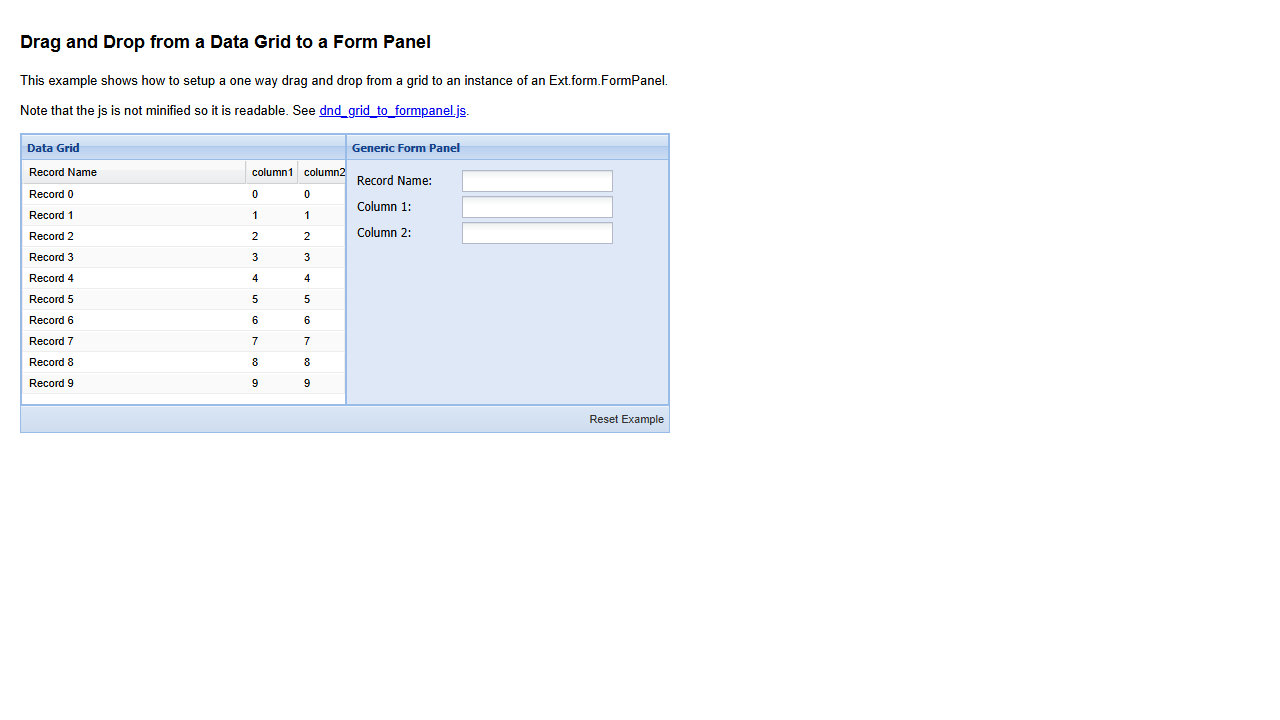 Drag and Drop from a Data Grid to a Form Panel
This example shows how to setup a one way drag and drop from a grid to an instance of an Ext.form.FormPanel.
Note that the js is not minified so it is readable. See dnd_grid_to_formpanel.js.
Data Grid
Record Name column1 column2
Record 0 0 0
Record 1 1 1
Record 2 2 2
Record 3 3 3
Record 4 4 4
Record 5 5 5
Record 6 6 6
Record 7 7 7
Record 8 8 8
Record 9 9 9
Generic Form Panel
Record Name:
Column 1:
Column 2:
Reset Example